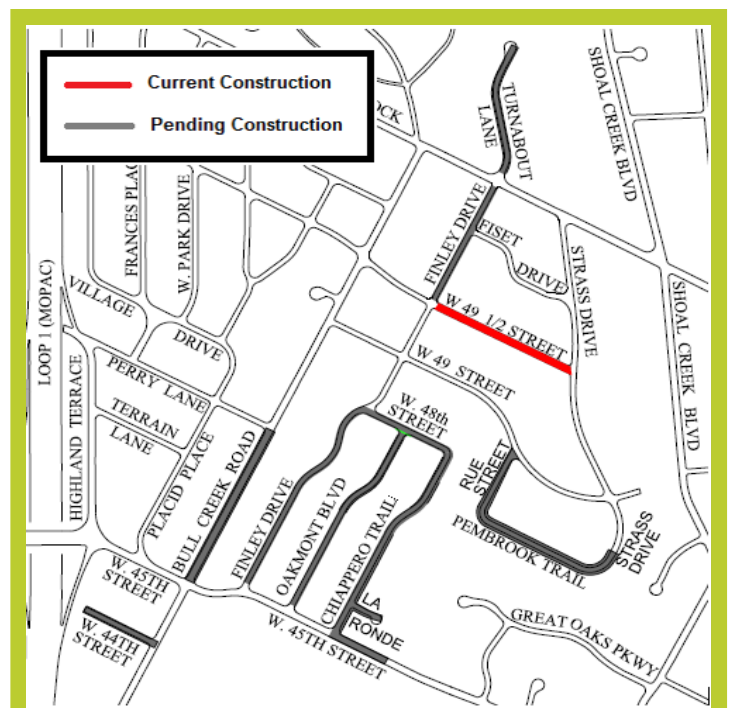 Current Construction
Pending Construction
OCK
TURNABOUT
LANE
SHOAL CREEK BLVD
FRANCES PLAC
W. PARK DRIVE
FINLEY DRIVE
FISET
DRIVE
STRASS DRIVE
LOOP 1 (MOPAC)
VILLAGE
DRIVE
W 49 1/2 STREET
SHOAL CREEK BLVD
HIGHLAND TERRACE
PERRY LANE
W 49 STREET
TERRAIN
LANE
W. 48th
STREET
PLACID PLACE
BULL CREEK ROAD
FINLEY DRIVE
OAKMONT BLVD
CHIAPPERO TRAIL
RUE
STREET
PEMBROOK TRAIL
STRASS
DRIVE
W. 45TH
STREET
LA
RONDE
W. 44TH
STREET
W. 45TH STREET
GREAT OAKS PKWY